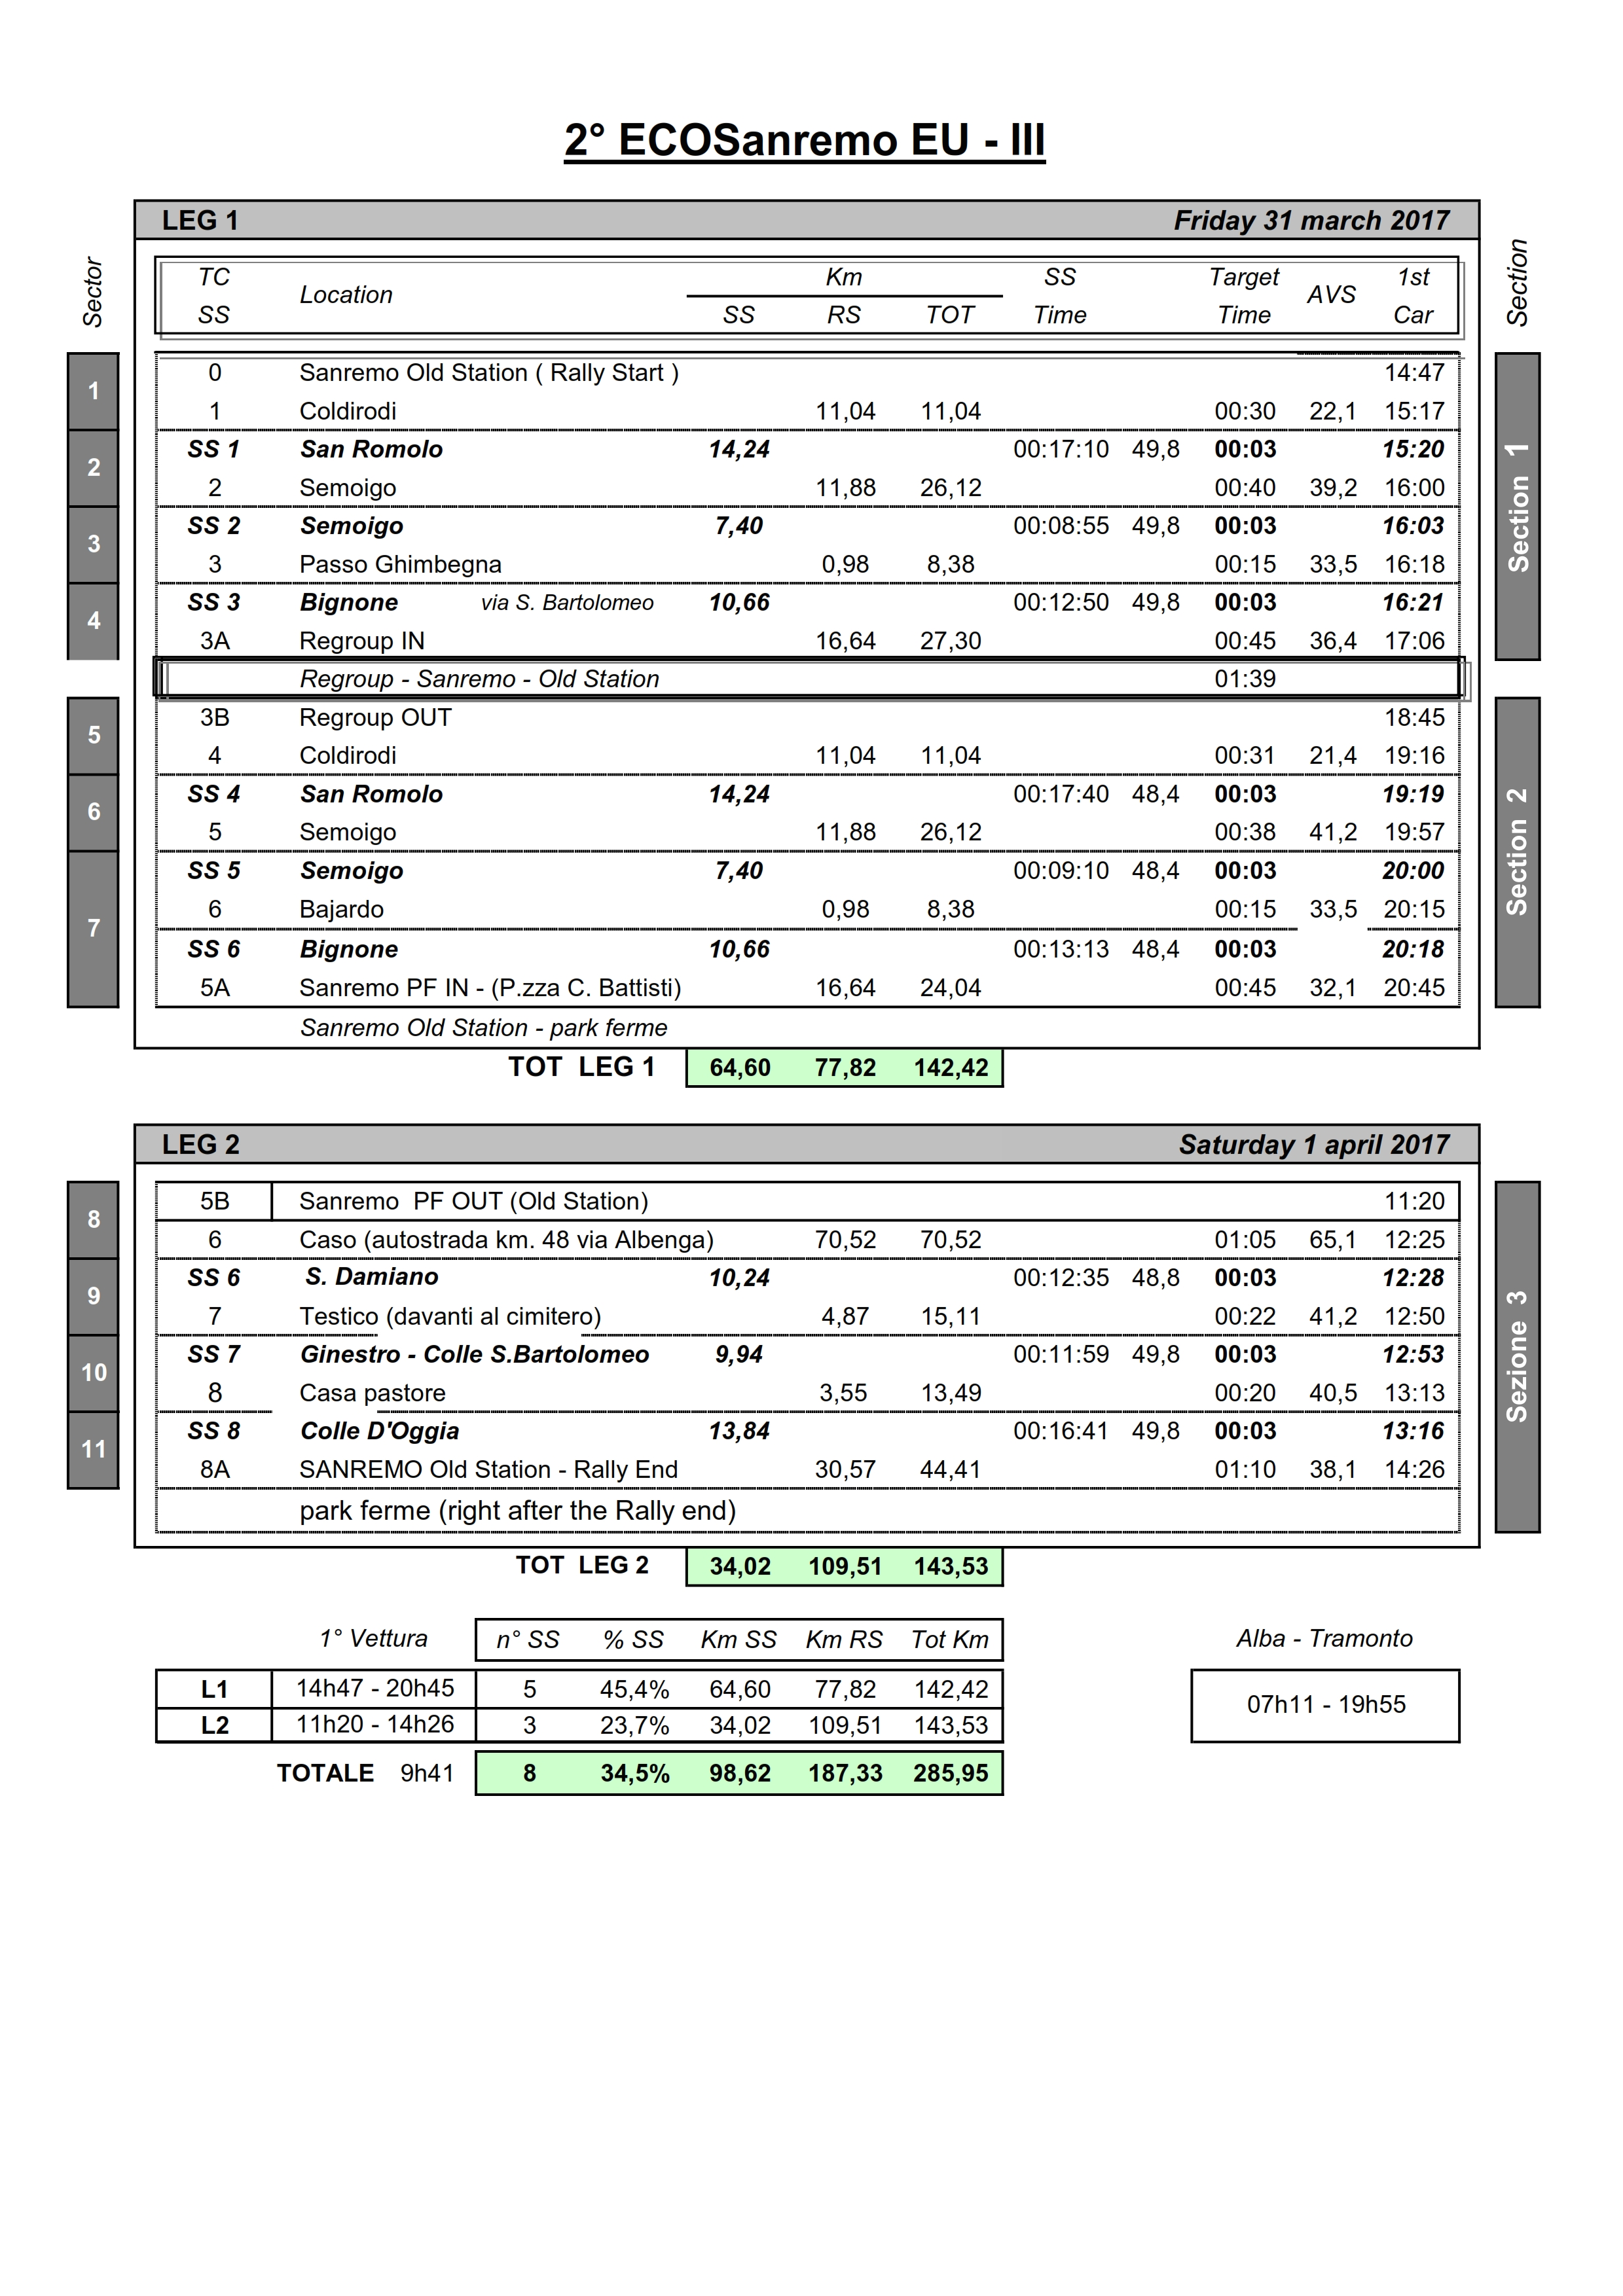 2° ECOSanremo EU - III
LEG 1 Friday 31 march 2017
Sector
Section
TC Km SS Target 1st
Location AVS
SS SS RS TOT Time Time Car
1
0 Sanremo Old Station ( Rally Start ) 14:47
1 Coldirodi 11,04 11,04 00:30 22,1 15:17
2
SS 1 San Romolo 14,24 00:17:10 49,8 00:03 15:20
2 Semoigo 11,88 26,12 00:40 39,2 16:00
Section 1
3
SS 2 Semoigo 7,40 00:08:55 49,8 00:03 16:03
3 Passo Ghimbegna 0,98 8,38 00:15 33,5 16:18
4
SS 3 Bignone via S. Bartolomeo 10,66 00:12:50 49,8 00:03 16:21
3A Regroup IN 16,64 27,30 00:45 36,4 17:06
Regroup - Sanremo - Old Station 01:39
5
3B Regroup OUT 18:45
4 Coldirodi 11,04 11,04 00:31 21,4 19:16
6
SS 4 San Romolo 14,24 00:17:40 48,4 00:03 19:19
5 Semoigo 11,88 26,12 00:38 41,2 19:57
Section 2
7
SS 5 Semoigo 7,40 00:09:10 48,4 00:03 20:00
6 Bajardo 0,98 8,38 00:15 33,5 20:15
SS 6 Bignone 10,66 00:13:13 48,4 00:03 20:18
5A Sanremo PF IN - (P.zza C. Battisti) 16,64 24,04 00:45 32,1 20:45
Sanremo Old Station - park ferme
TOT LEG 1 64,60 77,82 142,42
LEG 2 Saturday 1 april 2017
8
5B Sanremo PF OUT (Old Station) 11:20
6 Caso (autostrada km. 48 via Albenga) 70,52 70,52 01:05 65,1 12:25
9
SS 6 S. Damiano 10,24 00:12:35 48,8 00:03 12:28
7 Testico (davanti al cimitero) 4,87 15,11 00:22 41,2 12:50
Sezione 3
10
SS 7 Ginestro - Colle S.Bartolomeo 9,94 00:11:59 49,8 00:03 12:53
8 Casa pastore 3,55 13,49 00:20 40,5 13:13
11
SS 8 Colle D'Oggia 13,84 00:16:41 49,8 00:03 13:16
8A SANREMO Old Station - Rally End 30,57 44,41 01:10 38,1 14:26
park ferme (right after the Rally end)
TOT LEG 2 34,02 109,51 143,53
1° Vettura n° SS % SS Km SS Km RS Tot Km Alba - Tramonto
L1 14h47 - 20h45 5 45,4% 64,60 77,82 142,42
07h11 - 19h55
L2 11h20 - 14h26 3 23,7% 34,02 109,51 143,53
TOTALE 9h41 8 34,5% 98,62 187,33 285,95